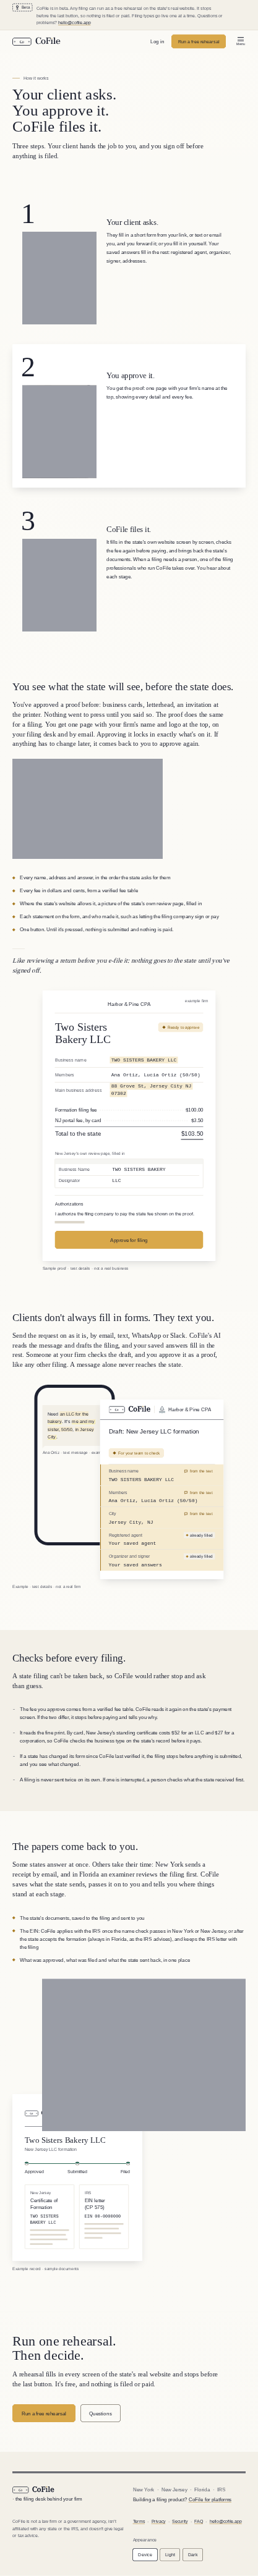 Beta
CoFile is in beta. Any filing can run as a free rehearsal on the state's real website. It stops
before the last button, so nothing is filed or paid. Filing types go live one at a time. Questions or
problems? hello@cofile.app
CoFile
Log in
Run a free rehearsal
How it works
Your client asks.
You approve it.
CoFile files it.
Three steps. Your client hands the job to you, and you sign off before
anything is filed.
1
Your client asks.
They fill in a short form from your link, or text or email
you, and you forward it; or you fill it in yourself. Your
saved answers fill in the rest: registered agent, organizer,
signer, addresses.
2
You approve it.
You get the proof: one page with your firm's name at the
top, showing every detail and every fee.
3
CoFile files it.
It fills in the state's own website screen by screen, checks
the fee again before paying, and brings back the state's
documents. When a filing needs a person, one of the filing
professionals who run CoFile takes over. You hear about
each stage.
You see what the state will see, before the state does.
You've approved a proof before: business cards, letterhead, an invitation at
the printer. Nothing went to press until you said so. The proof does the same
for a filing. You get one page with your firm's name and logo on top, at
your firm's desk and by email. Approving it locks in exactly what's on it. If
anything has to change later, it comes back to you to approve again.
Every name, address and answer, in the order the state asks for them
Every fee in dollars and cents, from a verified fee table
Where the state's website allows it, a picture of the state's own review page, filled in
Each statement on the form, and who made it, such as letting the filing company sign or pay
One button. Until it's pressed, nothing is submitted and nothing is paid.
Like reviewing a return before you e-file it: nothing goes to the state until you've
signed off.
Harbor & Pine CPA
example firm
Two Sisters
Bakery LLC
Ready to approve
Business name
TWO SISTERS BAKERY LLC
Members
Ana Ortiz, Lucia Ortiz (50/50)
Main business address
88 Grove St, Jersey City NJ
07302
Formation filing fee
$100.00
NJ portal fee, by card
$3.50
Total to the state
$103.50
New Jersey's own review page, filled in
Business Name
TWO SISTERS BAKERY
Designator
LLC
Authorizations
I authorize the filing company to pay the state fee shown on the proof.
Approve for filing
Sample proof · test details · not a real business
Clients don't always fill in forms. They text you.
Send the request on as it is, by email, text, WhatsApp or Slack. CoFile's AI
reads the message and drafts the filing, and your saved answers fill in the
rest. Someone at your firm checks the draft, and you approve it as a proof,
like any other filing. A message alone never reaches the state.
Need an LLC for the
bakery. It's me and my
sister, 50/50, in Jersey
City.
CoFile
Harbor & Pine CPA
Draft: New Jersey LLC formation
For your team to check
Business name
from the text
TWO SISTERS BAKERY LLC
Members
from the text
Ana Ortiz, Lucia Ortiz (50/50)
City
from the text
Jersey City, NJ
Registered agent
already filled
Your saved agent
Organizer and signer
already filled
Your saved answers
Example · test details · not a real firm
Checks before every filing.
A state filing can't be taken back, so CoFile would rather stop and ask
than guess.
The fee you approve comes from a verified fee table. CoFile reads it again on the state's payment
screen. If the two differ, it stops before paying and tells you why.
It reads the fine print. By card, New Jersey's standing certificate costs $52 for an LLC and $27 for a
corporation, so CoFile checks the business type on the state's record before it pays.
If a state has changed its form since CoFile last verified it, the filing stops before anything is submitted,
and you see what changed.
A filing is never sent twice on its own. If one is interrupted, a person checks what the state received first.
The papers come back to you.
Some states answer at once. Others take their time: New York sends a
receipt by email, and in Florida an examiner reviews the filing first. CoFile
saves what each state sends, passes it on to you and tells you where things
stand at each stage.
The state's documents, saved to the filing and sent to you
The EIN: CoFile applies with the IRS once the name check passes in New York or New Jersey, or after
the state accepts the formation (always in Florida, as the IRS advises), and keeps the IRS letter with
the filing
What was approved, what was filed and what the state sent back, in one place
Two Sisters Bakery LLC
New Jersey LLC formation
Approved
Submitted
Filed
New Jersey
Certificate of
Formation
TWO SISTERS
BAKERY LLC
IRS
EIN letter
(CP 575)
EIN 00-0000000
Example record · sample documents
Run one rehearsal.
Then decide.
A rehearsal fills in every screen of the state's real website and stops before
the last button. It's free, and nothing is filed or paid.
Run a free rehearsal
Questions
CoFile
· the filing desk behind your firm
CoFile is not a law firm or a government agency, and isn't
affiliated with any state or the IRS, and doesn't give legal
or tax advice.
New York · New Jersey · Florida · IRS
Building a filing product? CoFile for platforms
Terms · Privacy · Security · FAQ · hello@cofile.app
Appearance
Device
Light
Dark